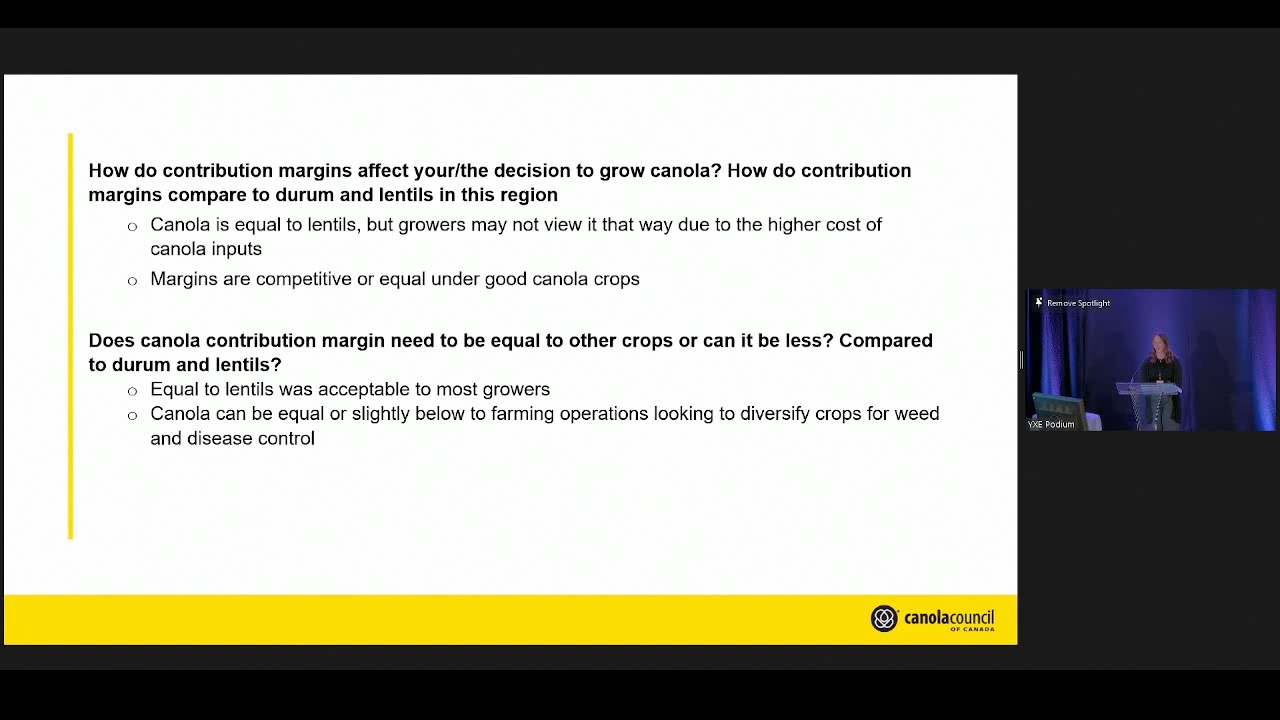 How do contribution margins affect your/the decision to grow canola? How do contribution
margins compare to durum and lentils in this region
o Canola is equal to lentils, but growers may not view it that way due to the higher cost of
canola inputs
o Margins are competitive or equal under good canola crops
Does canola contribution margin need to be equal to other crops or can it be less? Compared
to durum and lentils?
o Equal to lentils was acceptable to most growers
o Canola can be equal or slightly below to farming operations looking to diversify crops for weed
and disease control
canolacouncil
OF CANADA
Remove Spotlight
YXE Podium